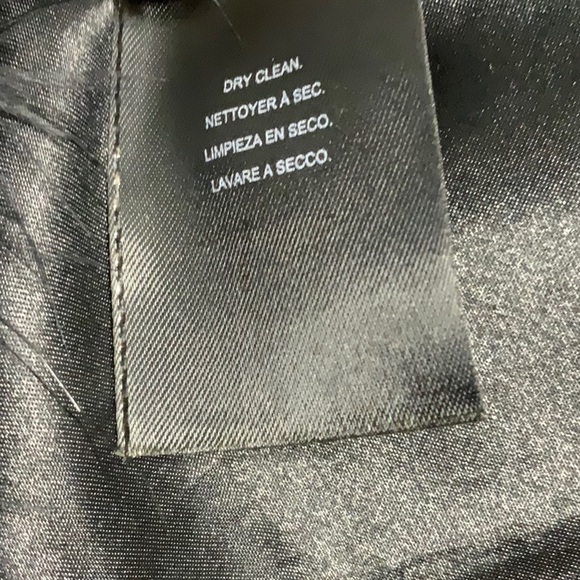 DRY CLEAN.
NETTOYER À SEC.
LIMPIEZA EN SECO.
LAVARE A SECCO.